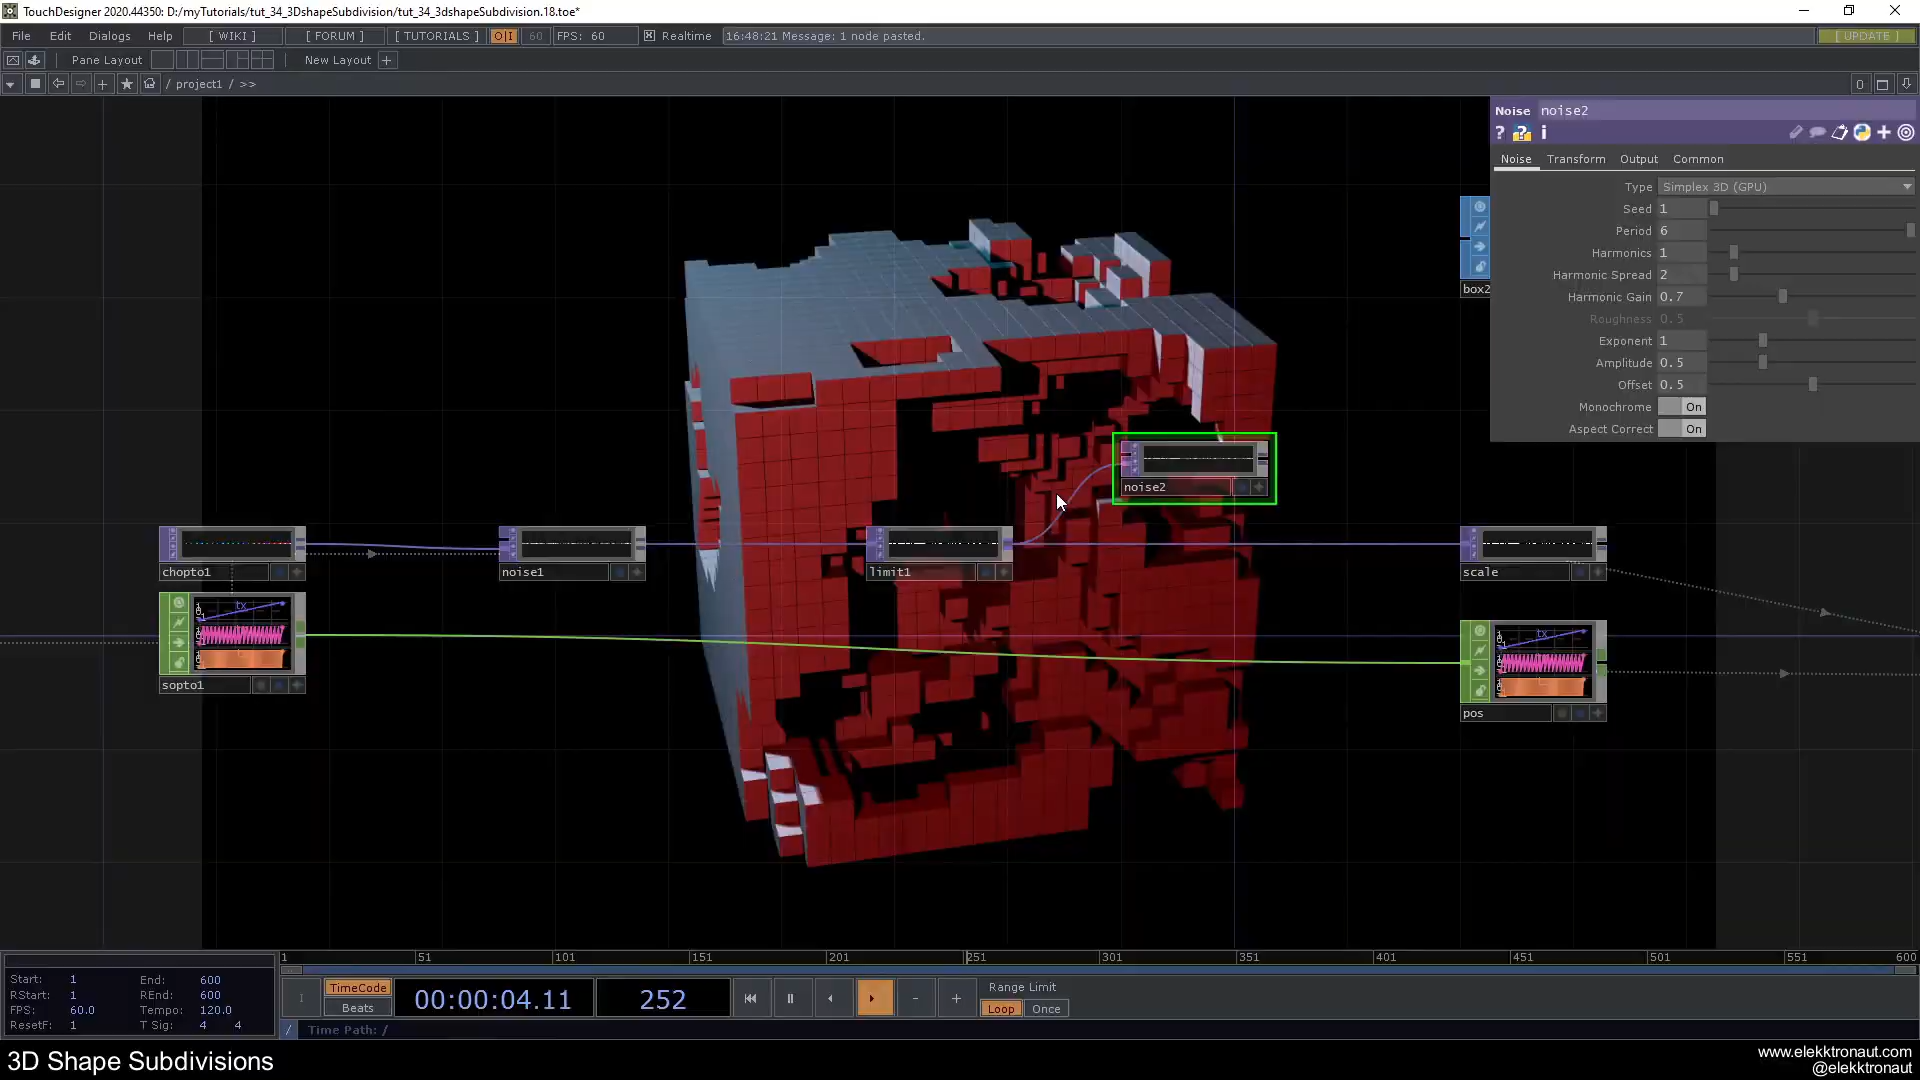 TouchDesigner 2020.44350: D:/myTutorials/tut_34_3DshapeSubdivision/tut_34_3dshapeSubdivision.18.toe*
File Edit Dialogs Help [ WIKI ] [ FORUM ] [ TUTORIALS ] O|I 60 FPS: 60 Realtime 16:48:21 Message: 1 node pasted. [ UPDATE ]
Pane Layout New Layout +
/ project1 / >> 0
Noise noise2
? ? i
Noise Transform Output Common
Type Simplex 3D (GPU)
Seed 1
Period 6
Harmonics 1
Harmonic Spread 2
Harmonic Gain 0.7
Roughness 0.5
Exponent 1
Amplitude 0.5
Offset 0.5
Monochrome On
Aspect Correct On
box2
noise2
chopto1
noise1
limit1
scale
tx
sopto1
tx
pos
1 51 101 151 201 251 301 351 401 451 501 551 600
Start: 1 End: 600
RStart: 1 REnd: 600
FPS: 60.0 Tempo: 120.0
ResetF: 1 T Sig: 4 4
TimeCode
Beats
00:00:04.11
252
Range Limit
Loop Once
/ Time Path: /
3D Shape Subdivisions
www.elekktronaut.com
@elekktronaut